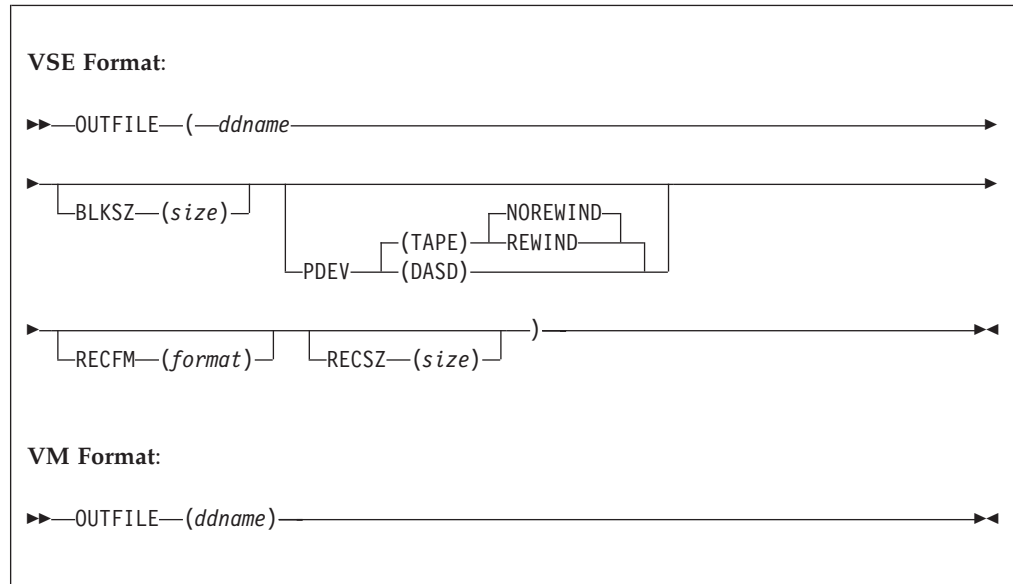 VSE Format:
OUTFILE ( ddname
BLKSZ (size)
PDEV (TAPE) NOREWIND
REWIND
(DASD)
RECFM (format) RECSZ (size) )
VM Format:
OUTFILE (ddname)